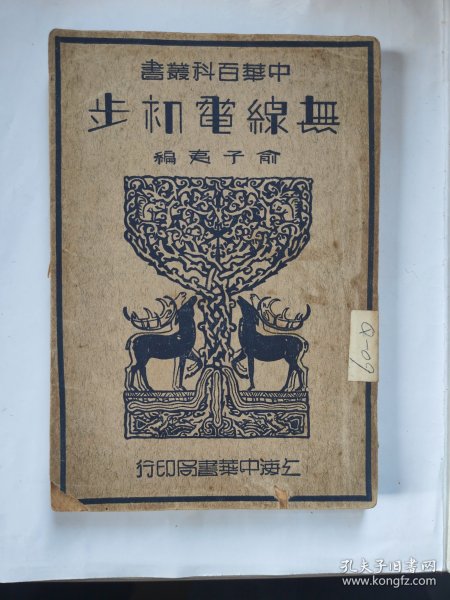 中華百科叢書
無線電初步
俞子夷編
上海中華書局印行
孔夫子旧书网
www.kongfz.com